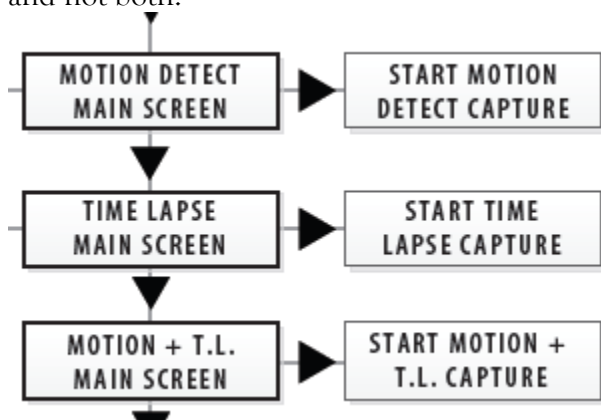 and not both.
MOTION DETECT
MAIN SCREEN
START MOTION
DETECT CAPTURE
TIME LAPSE
MAIN SCREEN
START TIME
LAPSE CAPTURE
MOTION + T.L.
MAIN SCREEN
START MOTION +
T.L. CAPTURE